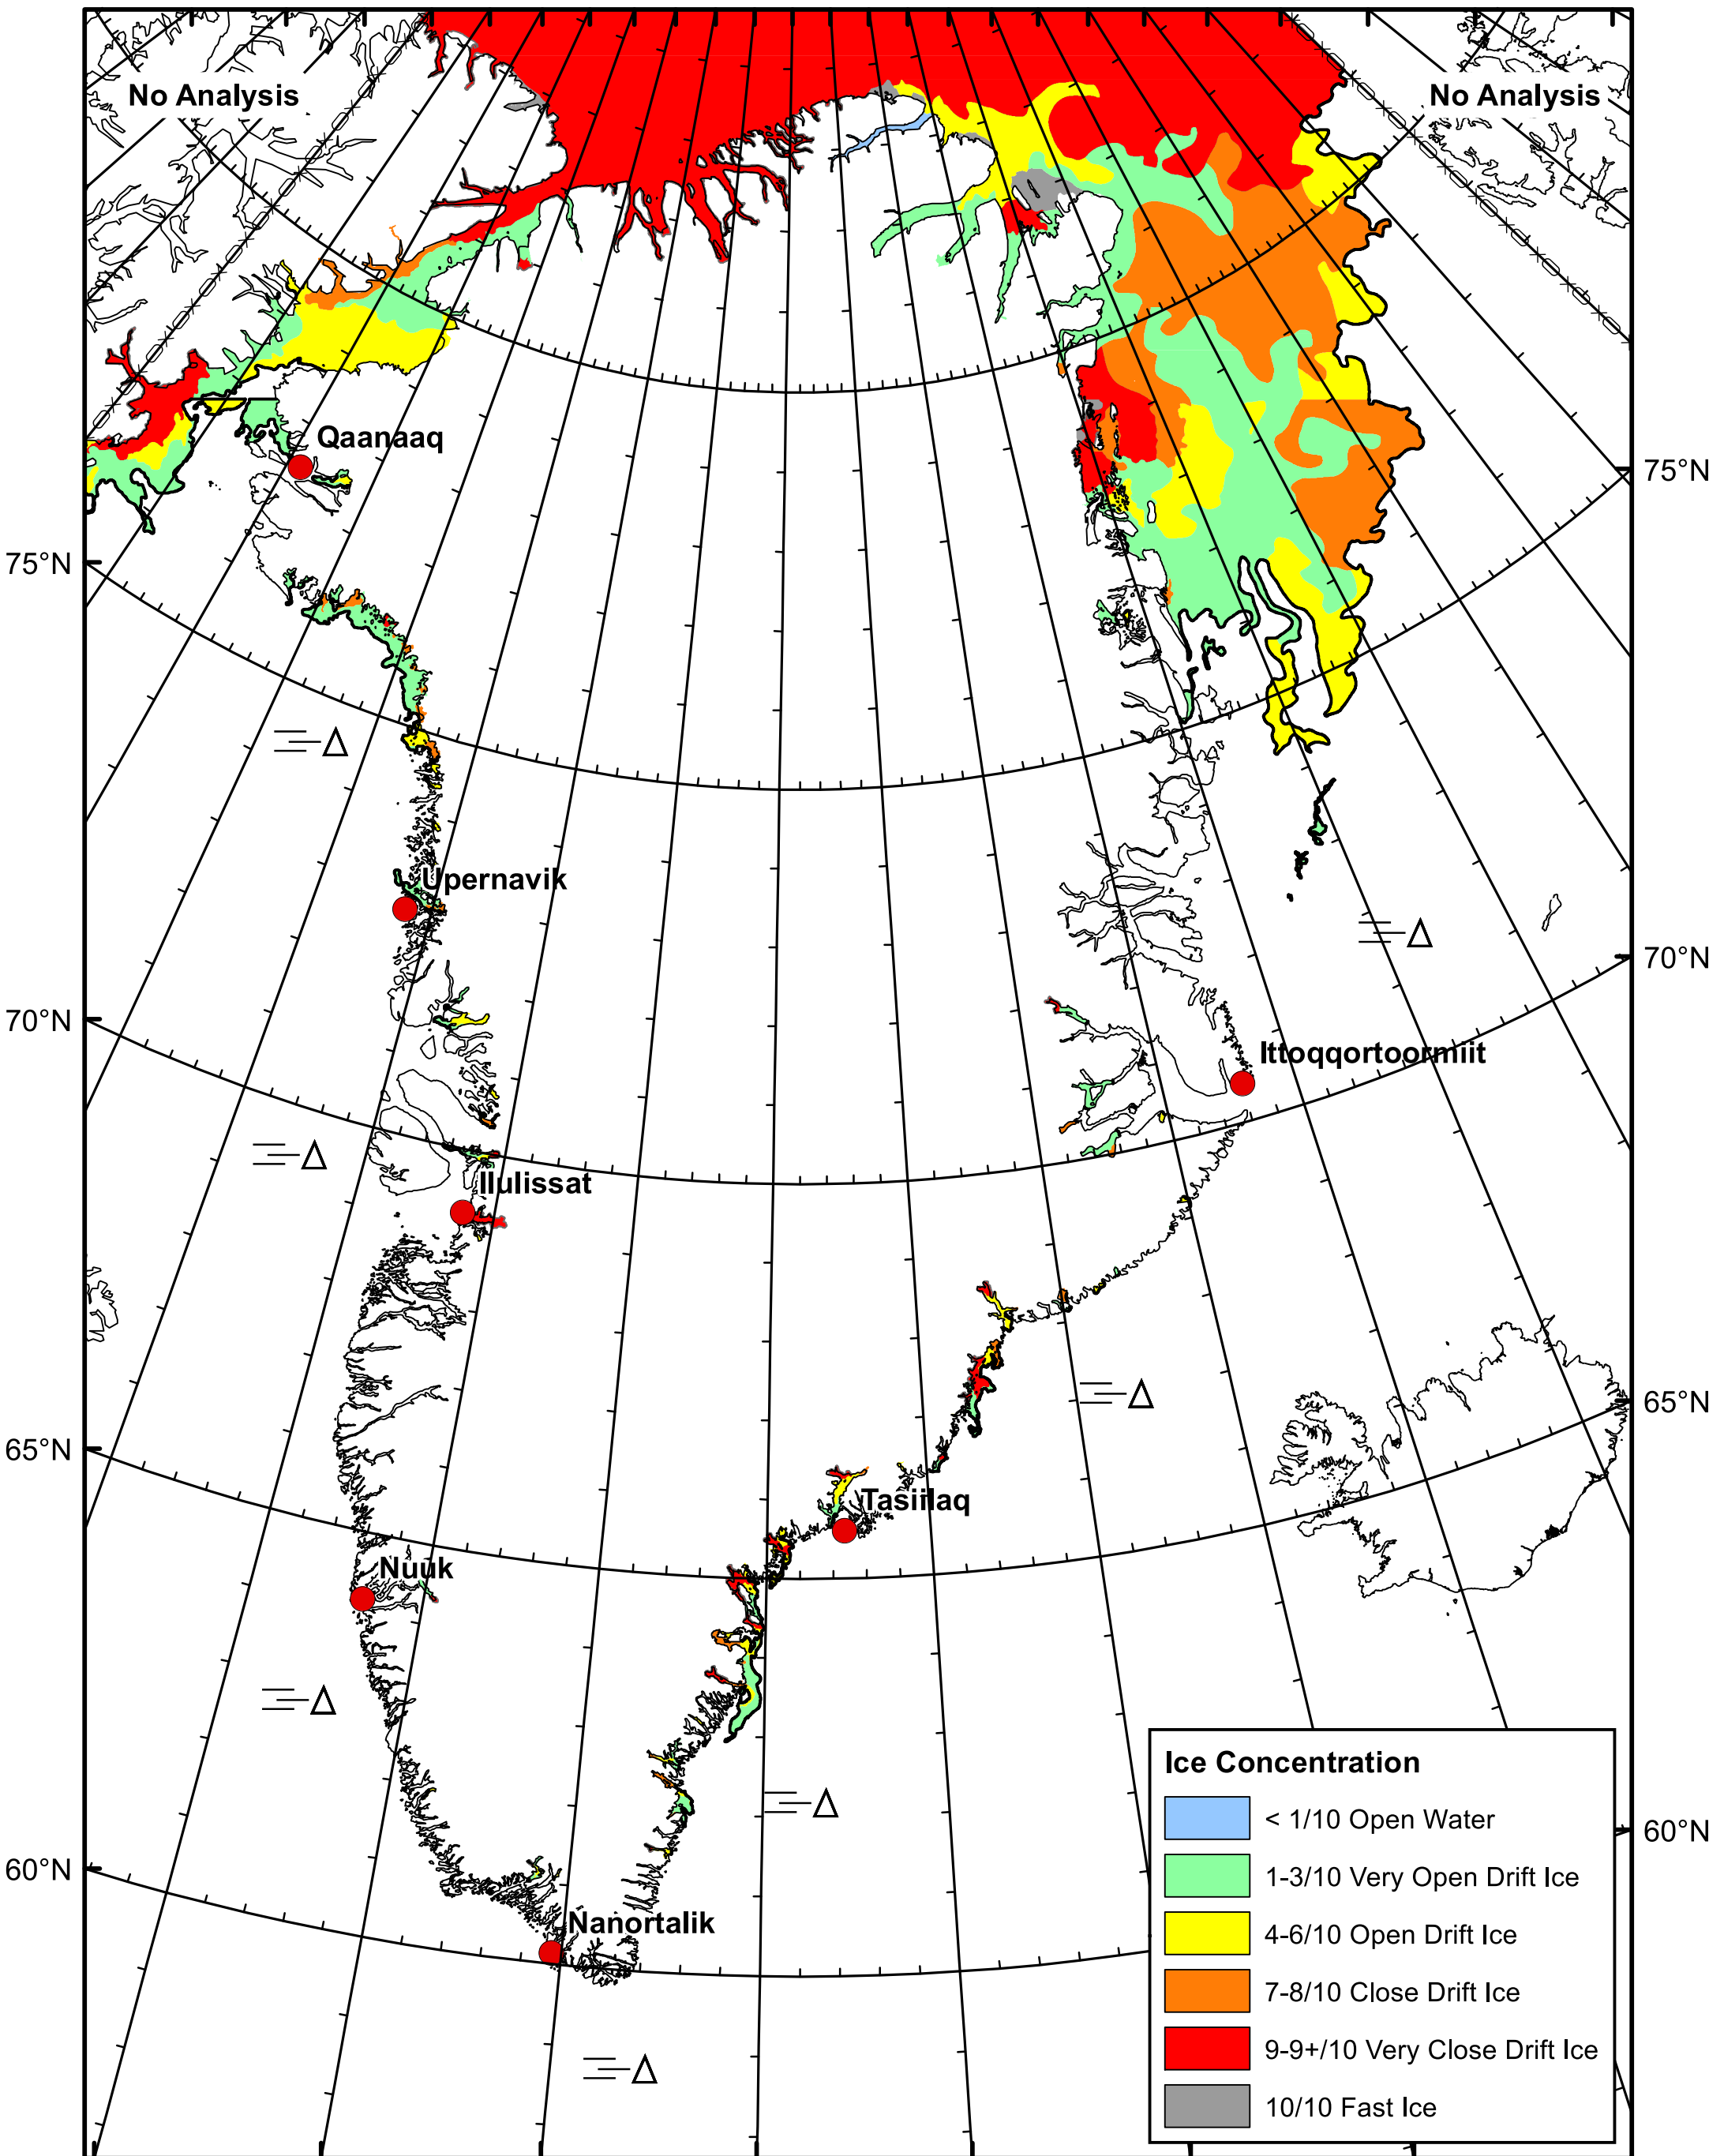 No Analysis
No Analysis
Qaanaaq
75°N
75°N
Upernavik
70°N
70°N
Ittoqqortoormiit
Ilulissat
65°N
65°N
Tasiilaq
Nuuk
Ice Concentration
< 1/10 Open Water
60°N
60°N
1-3/10 Very Open Drift Ice
Nanortalik
4-6/10 Open Drift Ice
7-8/10 Close Drift Ice
9-9+/10 Very Close Drift Ice
10/10 Fast Ice